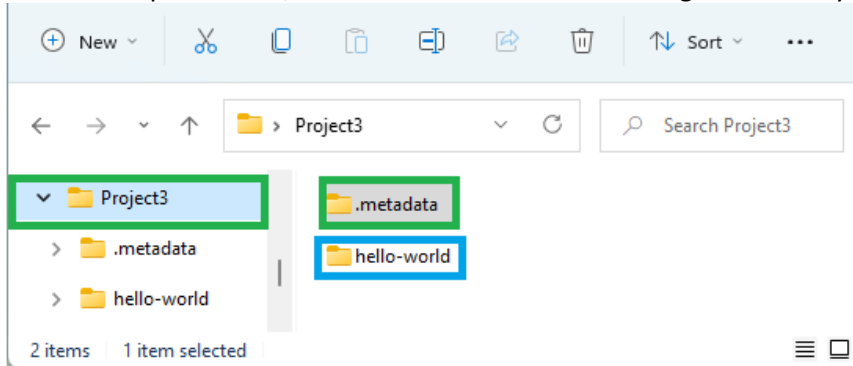 New Sort ...
Project3 Search Project3
Project3 .metadata
.metadata hello-world
hello-world
2 items 1 item selected